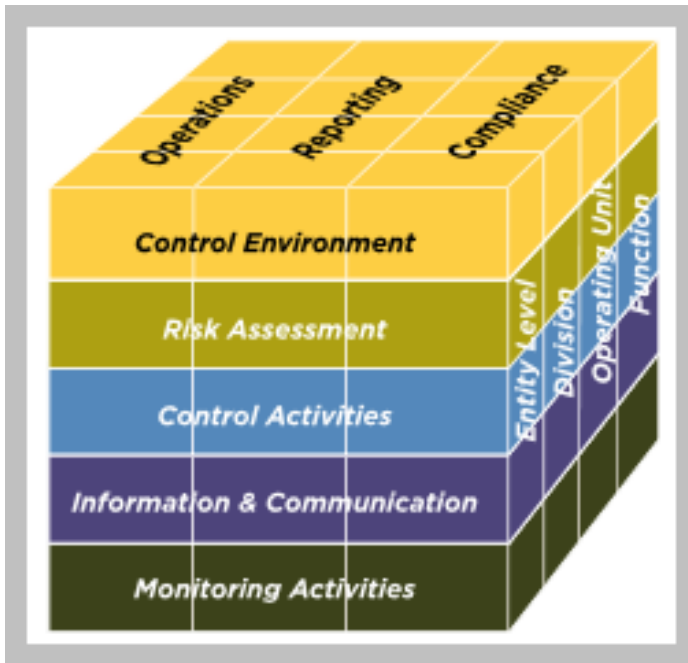 Operations
Reporting
Compliance
Control Environment
Risk Assessment
Control Activities
Information & Communication
Monitoring Activities
Entity Level
Division
Operating Unit
Function